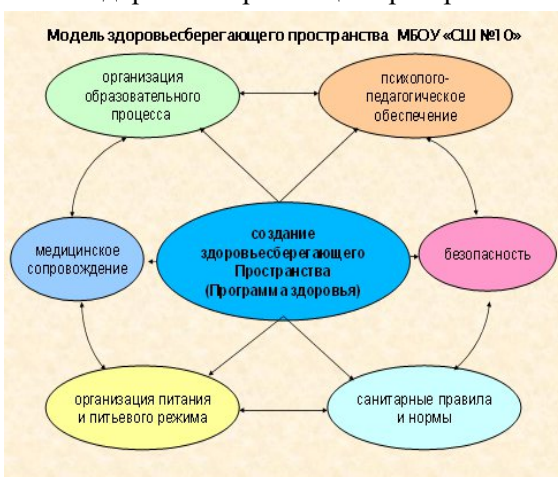 Модель здоровьесберегающего пространства МБОУ «СШ №10»
организация
образовательного
процесса
психолого-
педагогическое
обеспечение
создание
здоровьесберегающего
Пространства
(Программа здоровья)
медицинское
сопровождение
безопасность
организация питания
и питьевого режима
санитарные правила
и нормы